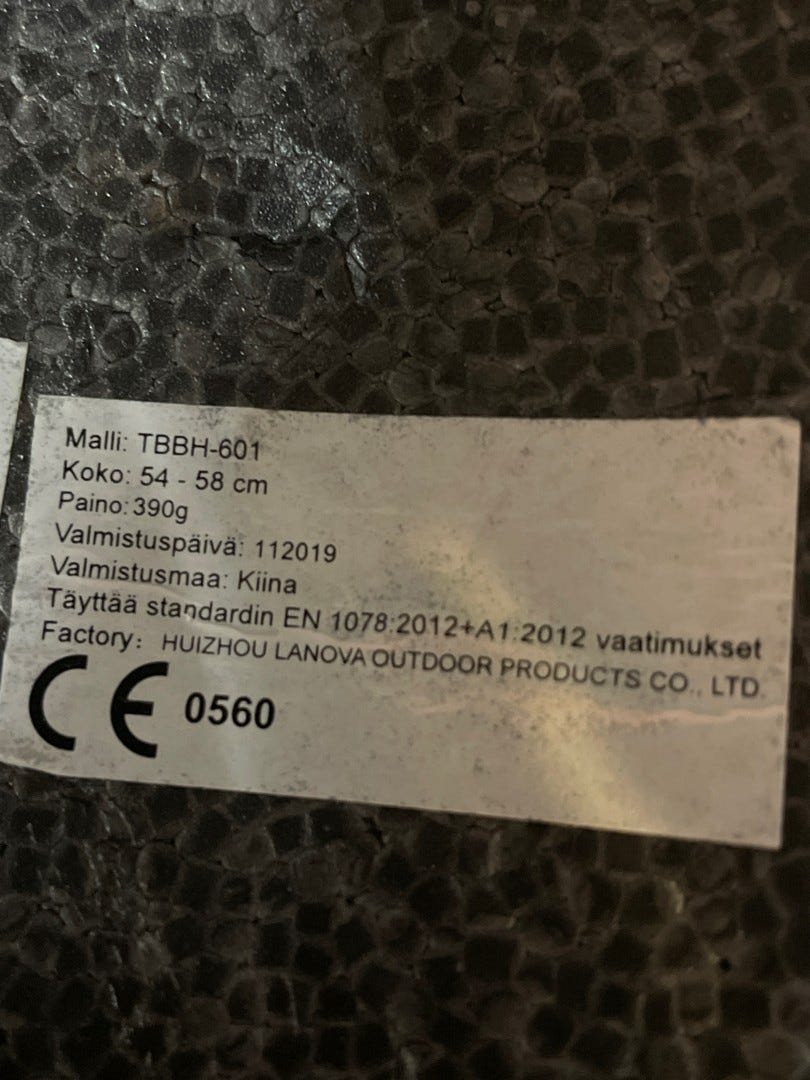 Malli: TBBH-601
Koko: 54 - 58 cm
Paino: 390g
Valmistuspäivä: 112019
Valmistusmaa: Kiina
Täyttää standardin EN 1078:2012+A1:2012 vaatimukset
Factory: HUIZHOU LANOVA OUTDOOR PRODUCTS CO., LTD.
CE 0560